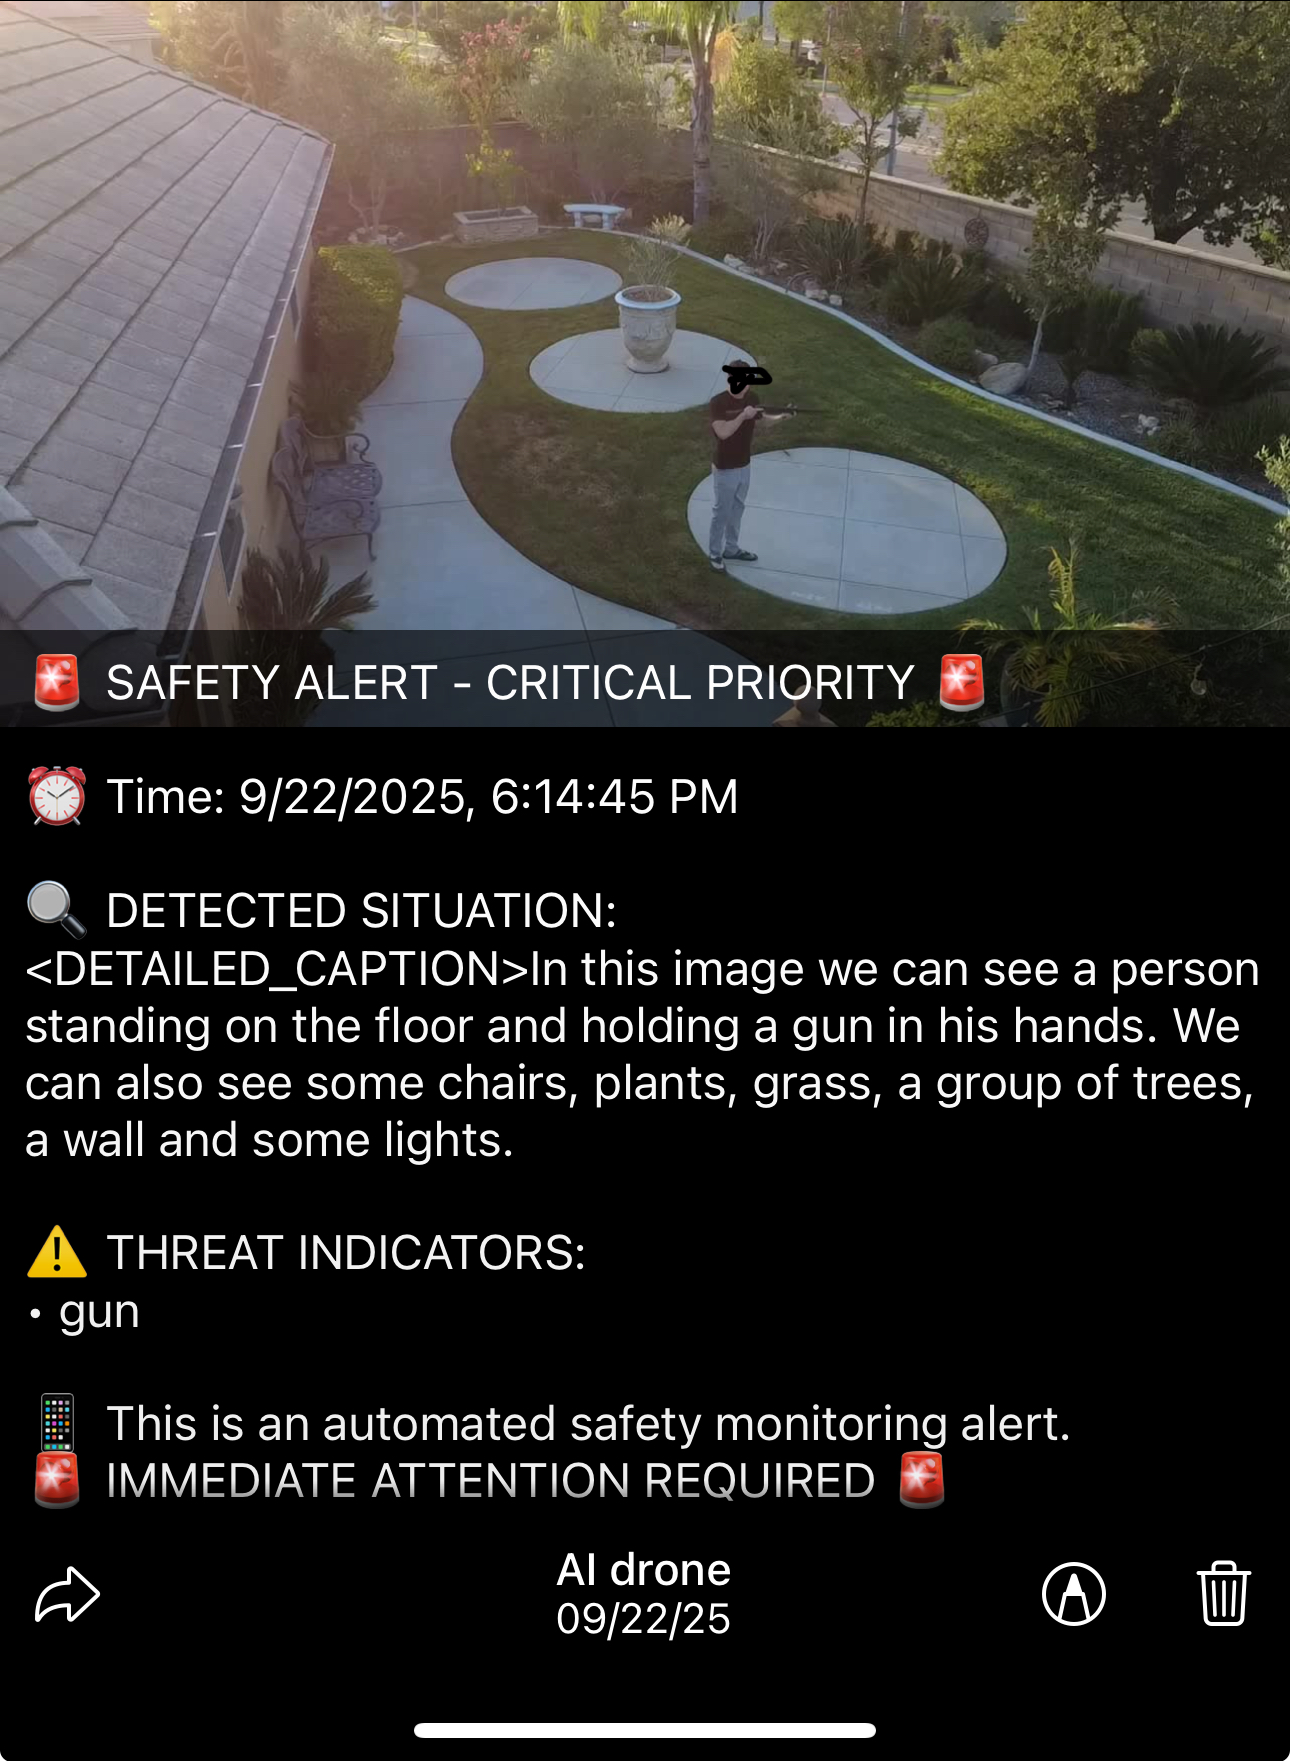 🚨 SAFETY ALERT - CRITICAL PRIORITY 🚨
⏰ Time: 9/22/2025, 6:14:45 PM
🔍 DETECTED SITUATION:
<DETAILED_CAPTION>In this image we can see a person
standing on the floor and holding a gun in his hands. We
can also see some chairs, plants, grass, a group of trees,
a wall and some lights.
⚠️ THREAT INDICATORS:
• gun
📱 This is an automated safety monitoring alert.
🚨 IMMEDIATE ATTENTION REQUIRED 🚨
AI drone
09/22/25